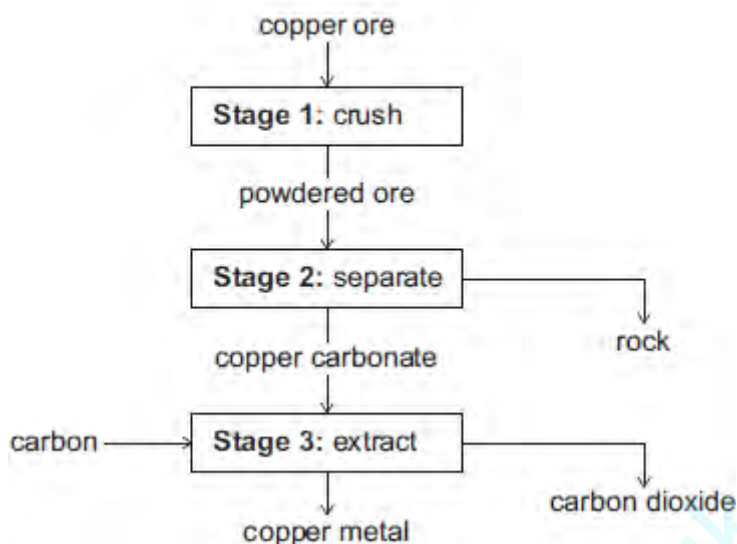 copper ore
Stage 1: crush
powdered ore
Stage 2: separate
rock
copper carbonate
carbon
Stage 3: extract
carbon dioxide
copper metal